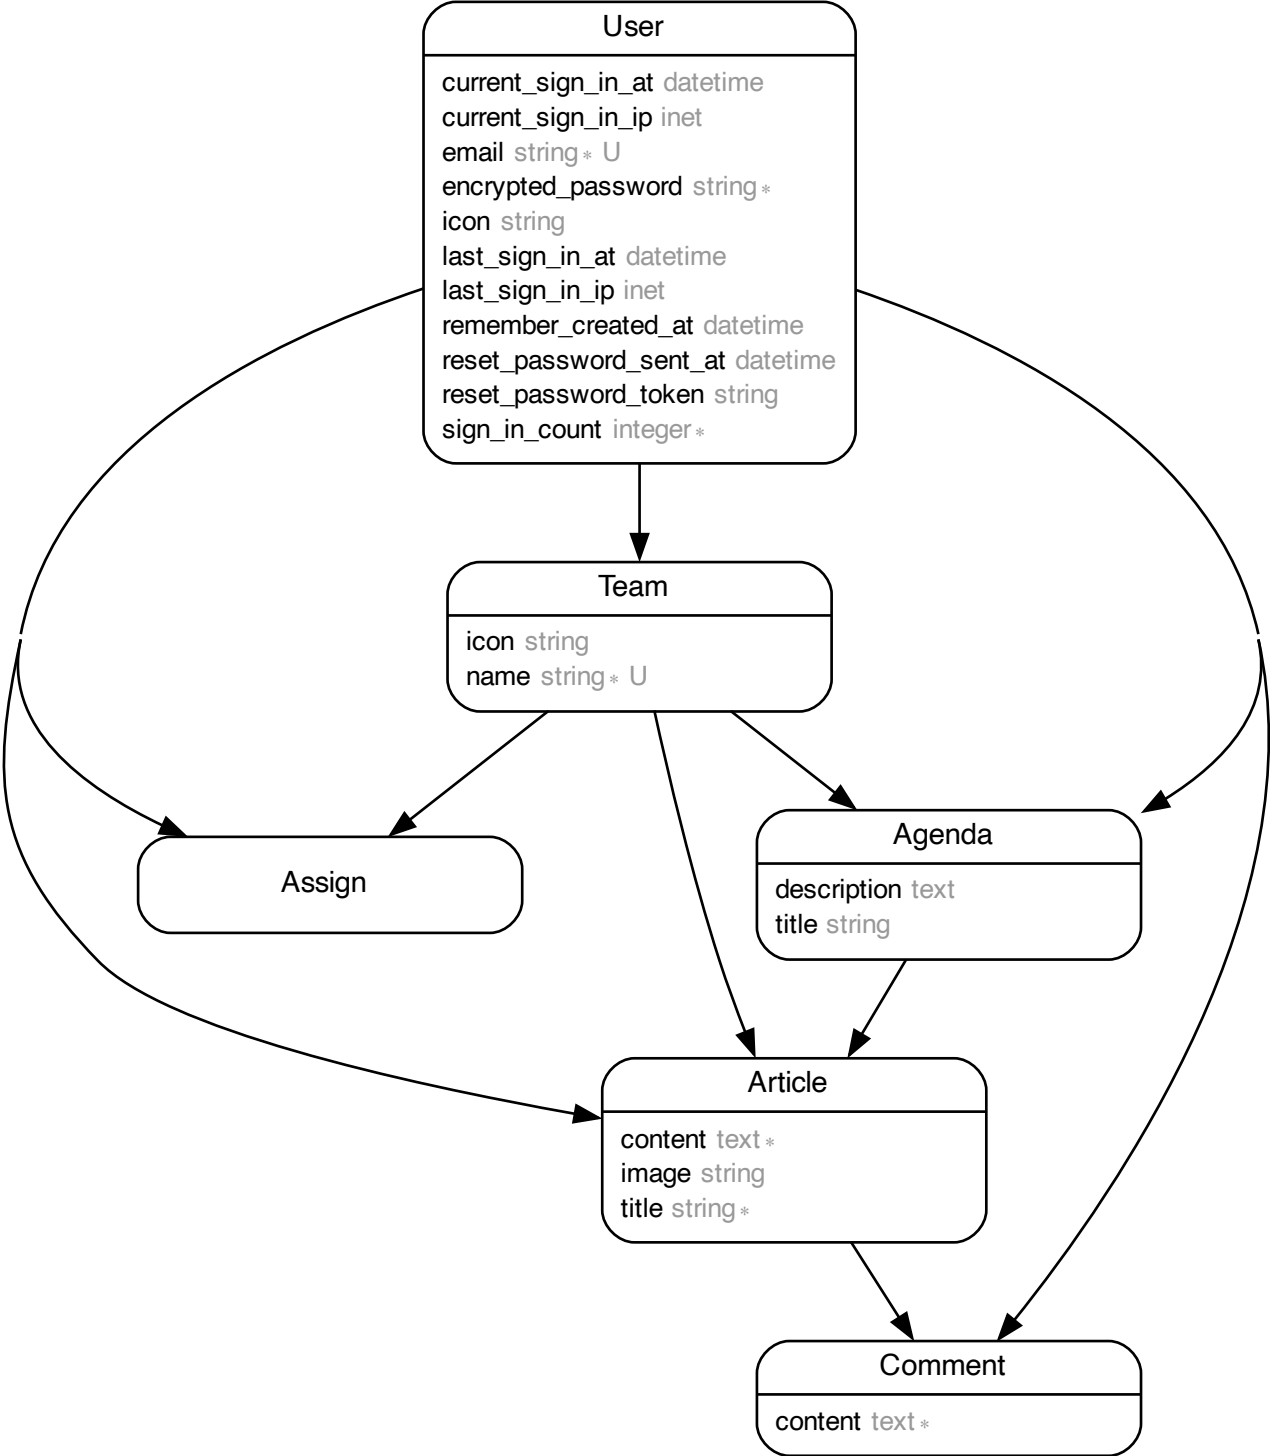 User
current_sign_in_at datetime
current_sign_in_ip inet
email string∗ U
encrypted_password string∗
icon string
last_sign_in_at datetime
last_sign_in_ip inet
remember_created_at datetime
reset_password_sent_at datetime
reset_password_token string
sign_in_count integer∗
Team
icon string
name string∗ U
Assign
Agenda
description text
title string
Article
content text∗
image string
title string∗
Comment
content text∗